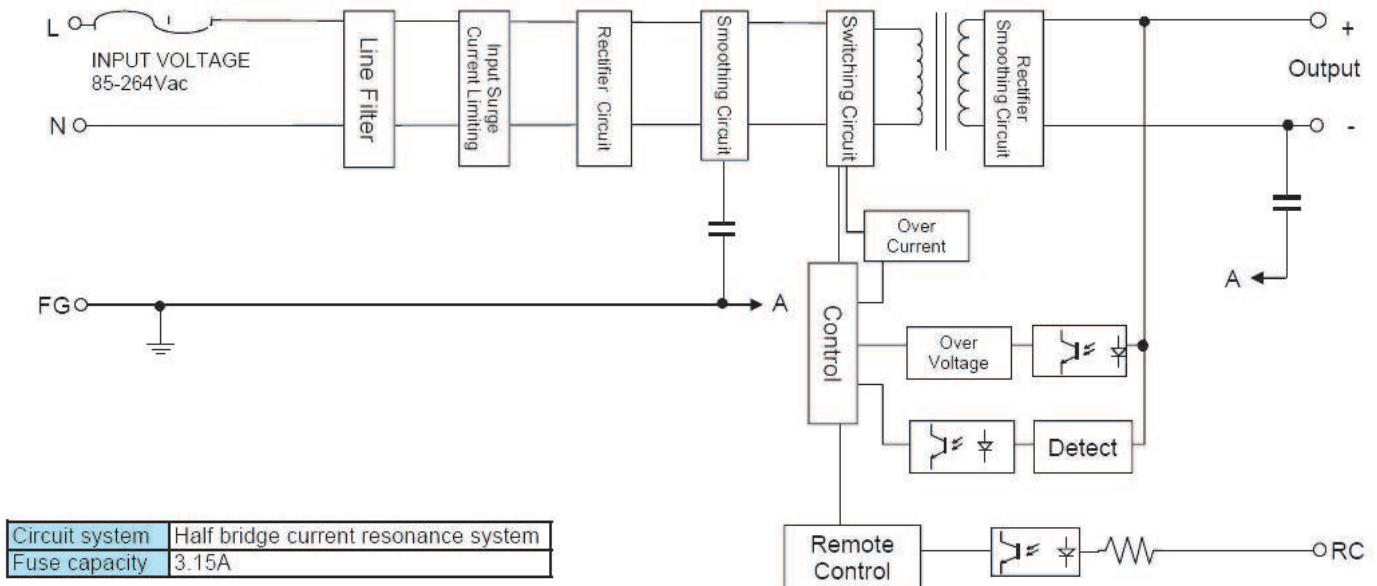 L
INPUT VOLTAGE
85-264Vac
N
Line Filter
Input Surge
Current Limiting
Rectifier Circuit
Smoothing Circuit
Switching Circuit
Rectifier
Smoothing Circuit
+
Output
-
Over
Current
A
FG
A
Control
Over
Voltage
Detect
Circuit system Half bridge current resonance system
Fuse capacity 3.15A
Remote
Control
RC